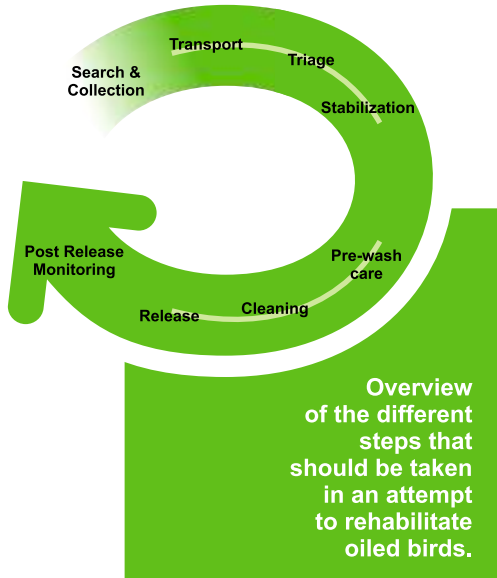 Search &
Collection
Transport
Triage
Stabilization
Pre-wash
care
Cleaning
Release
Post Release
Monitoring
Overview
of the different
steps that
should be taken
in an attempt
to rehabilitate
oiled birds.